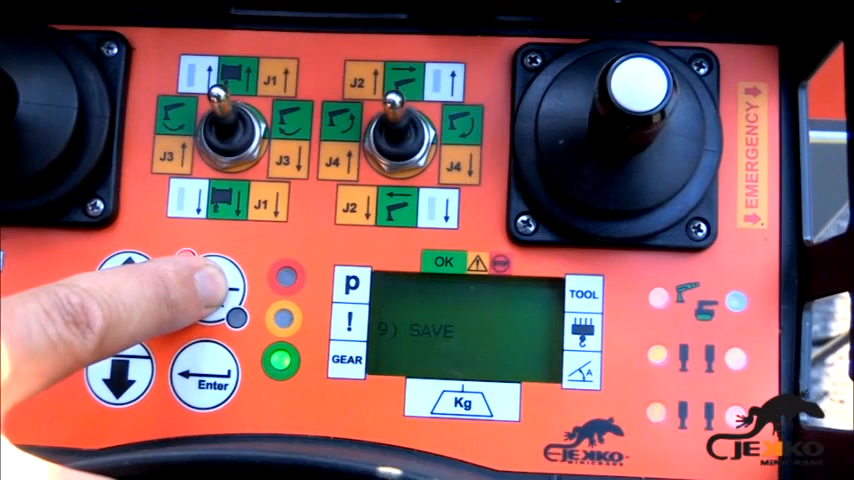 J1
J2
J3
J3
J4
J4
J1
J2
EMERGENCY
OK
STOP
p
!
GEAR
9) SAVE
TOOL
A
Enter
Kg
JEKKO
MINICRANE
JEKKO
MINICRANE